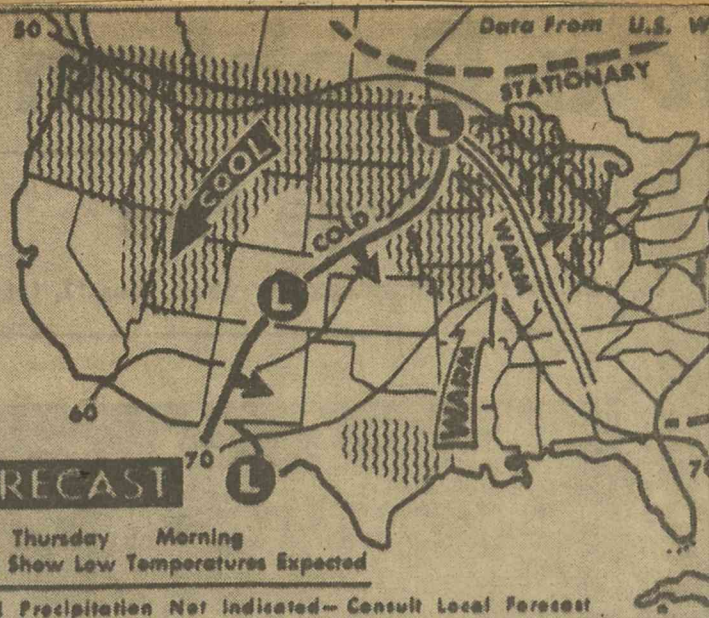 50
Data From U.S. W
STATIONARY
L
COOL
COLD
WARM
L
WARM
60
70
L
70
RECAST
Thursday Morning
Show Low Temperatures Expected
Precipitation Not Indicated— Consult Local Forecast